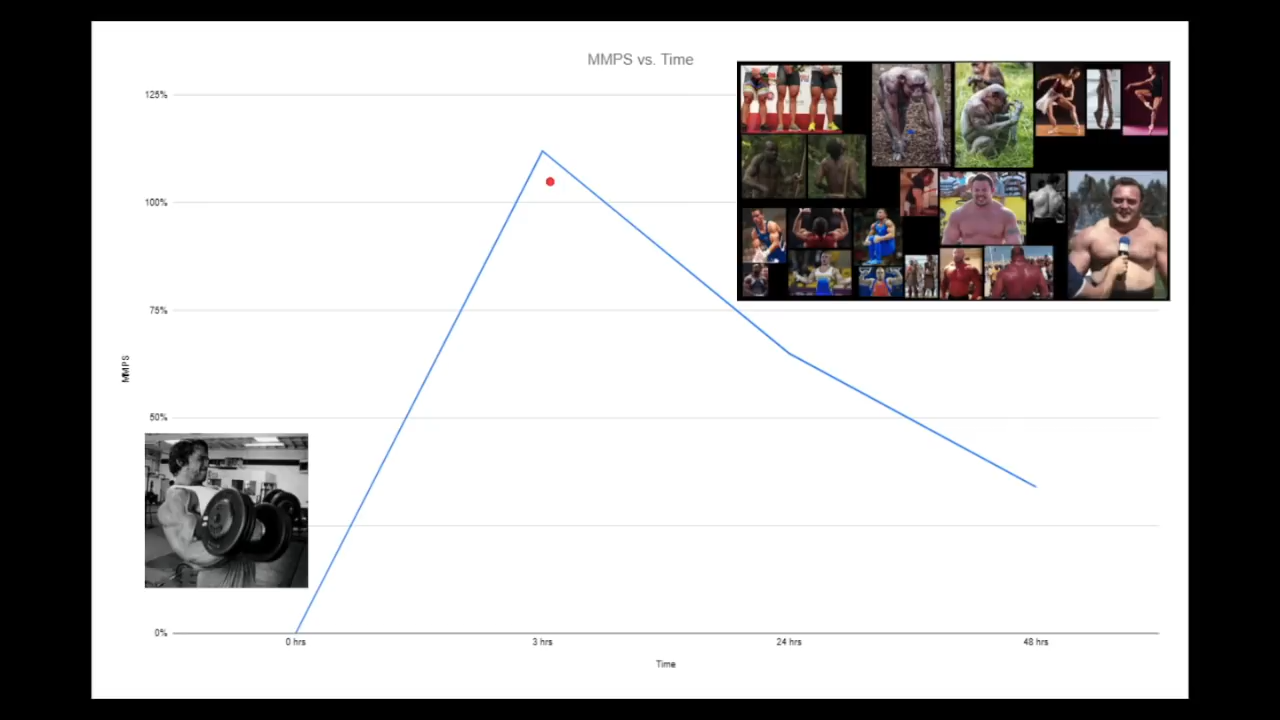 MMPS vs. Time
125%
100%
75%
50%
0%
MMPS
0 hrs
3 hrs
24 hrs
48 hrs
Time